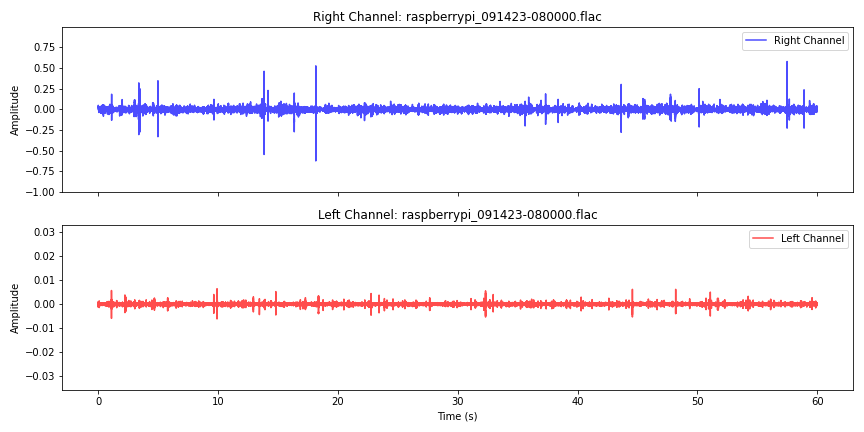 Right Channel: raspberrypi_091423-080000.flac
Right Channel
Amplitude
0.75
0.50
0.25
0.00
−0.25
−0.50
−0.75
−1.00
Left Channel: raspberrypi_091423-080000.flac
Left Channel
Amplitude
0.03
0.02
0.01
0.00
−0.01
−0.02
−0.03
0 10 20 30 40 50 60
Time (s)